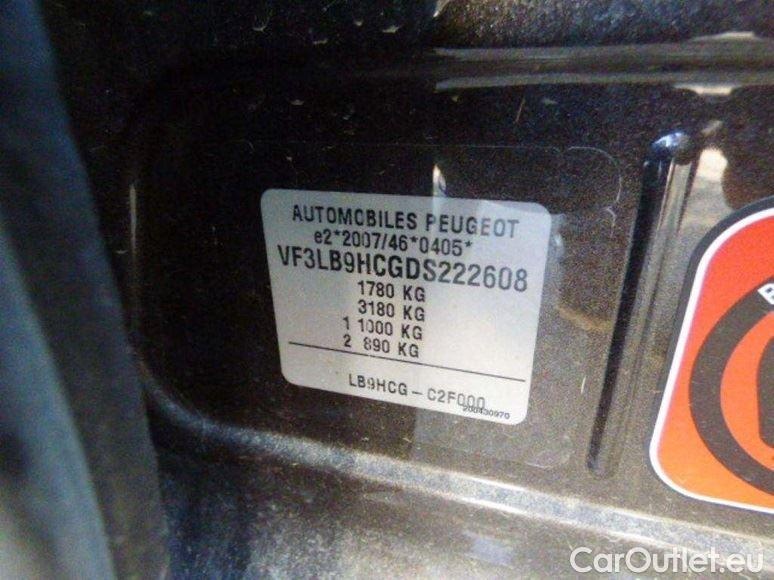 AUTOMOBILES PEUGEOT
e2*2007/46*0405*
VF3LB9HCGDS222608
1780 KG
3180 KG
1 1000 KG
2 890 KG
LB9HCG - C2F000
200430970
CarOutlet.eu